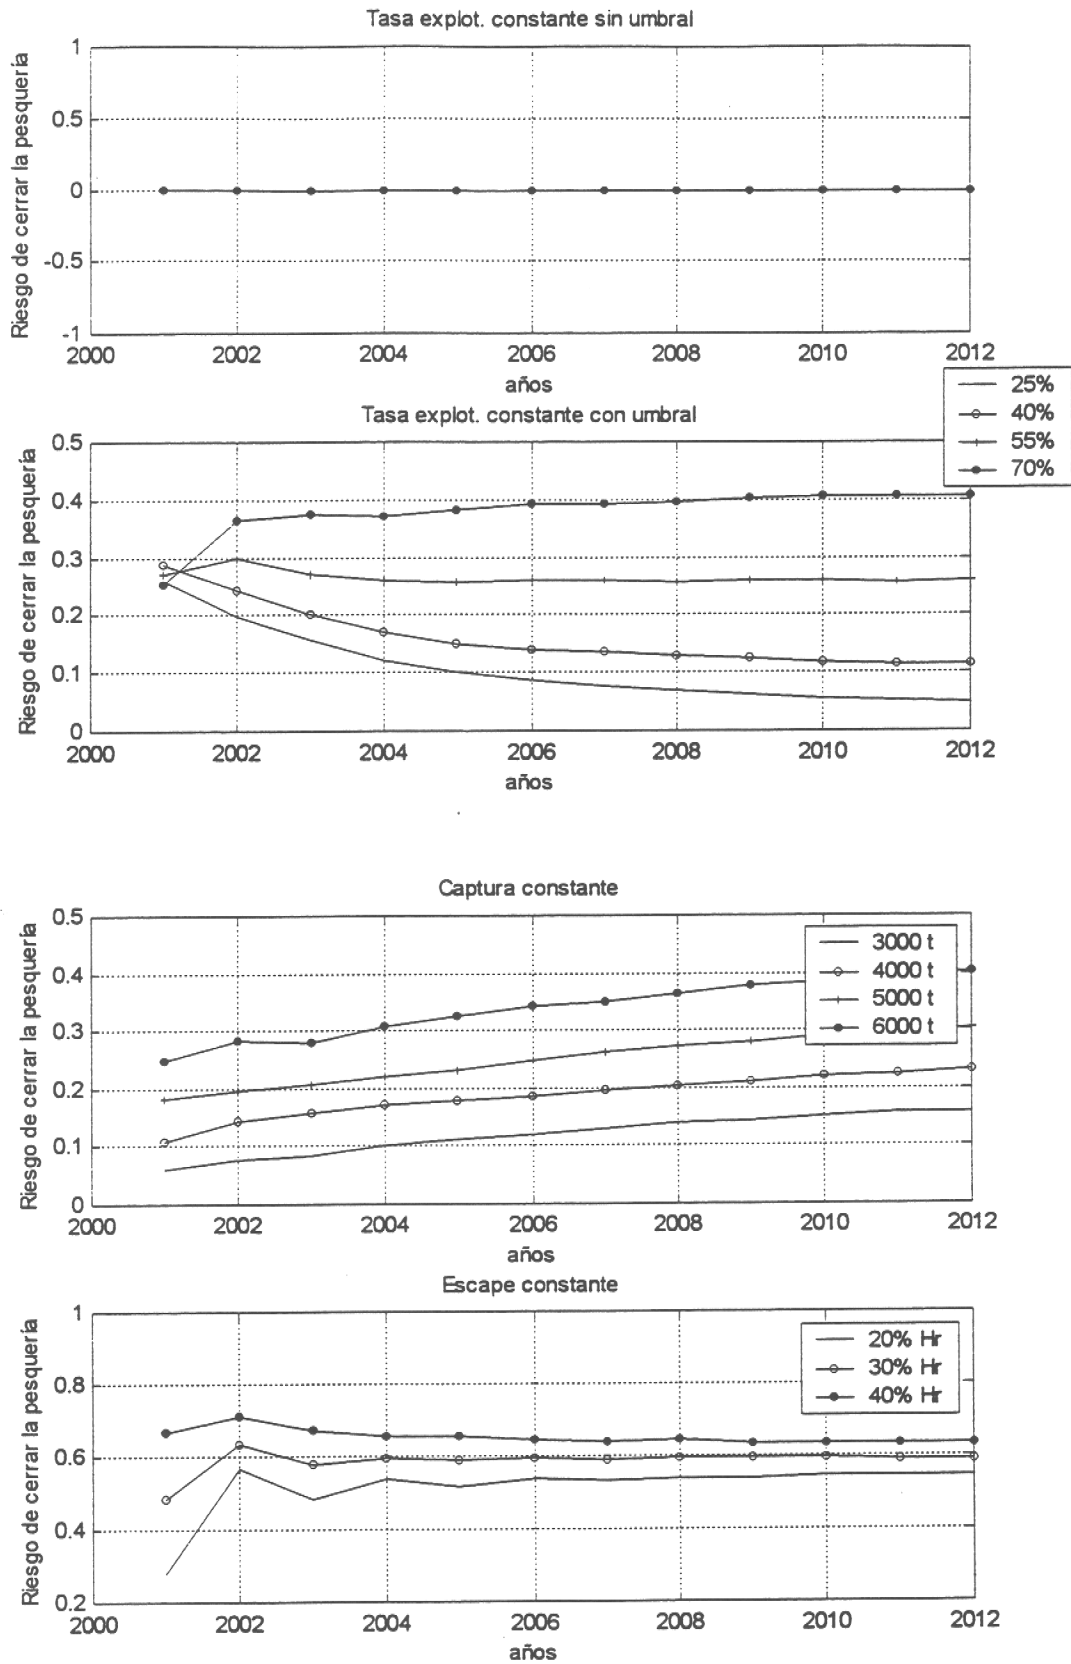 Tasa explot. constante sin umbral
Riesgo de cerrar la pesquería
1
0.5
0
-0.5
-1
2000 2002 2004 2006 2008 2010 2012
años
25%
40%
55%
70%
Tasa explot. constante con umbral
Riesgo de cerrar la pesquería
0.5
0.4
0.3
0.2
0.1
0
2000 2002 2004 2006 2008 2010 2012
años
Captura constante
Riesgo de cerrar la pesquería
0.5
0.4
0.3
0.2
0.1
0
3000 t
4000 t
5000 t
6000 t
2000 2002 2004 2006 2008 2010 2012
años
Escape constante
Riesgo de cerrar la pesquería
1
0.8
0.6
0.4
0.2
20% Hr
30% Hr
40% Hr
2000 2002 2004 2006 2008 2010 2012
años